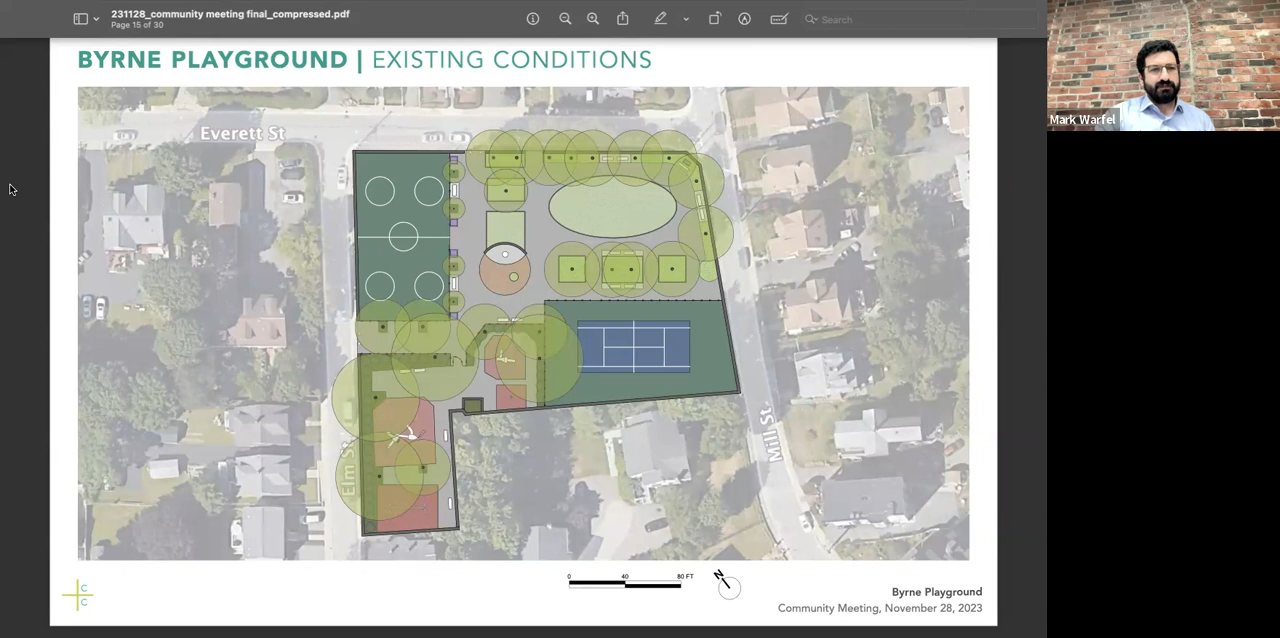 231128_community meeting final_compressed.pdf
Page 15 of 30
Search
BYRNE PLAYGROUND | EXISTING CONDITIONS
Mark Warfel
Everett St
Elm St
Mill St
0 40 80 FT
N
C
C
Byrne Playground
Community Meeting, November 28, 2023